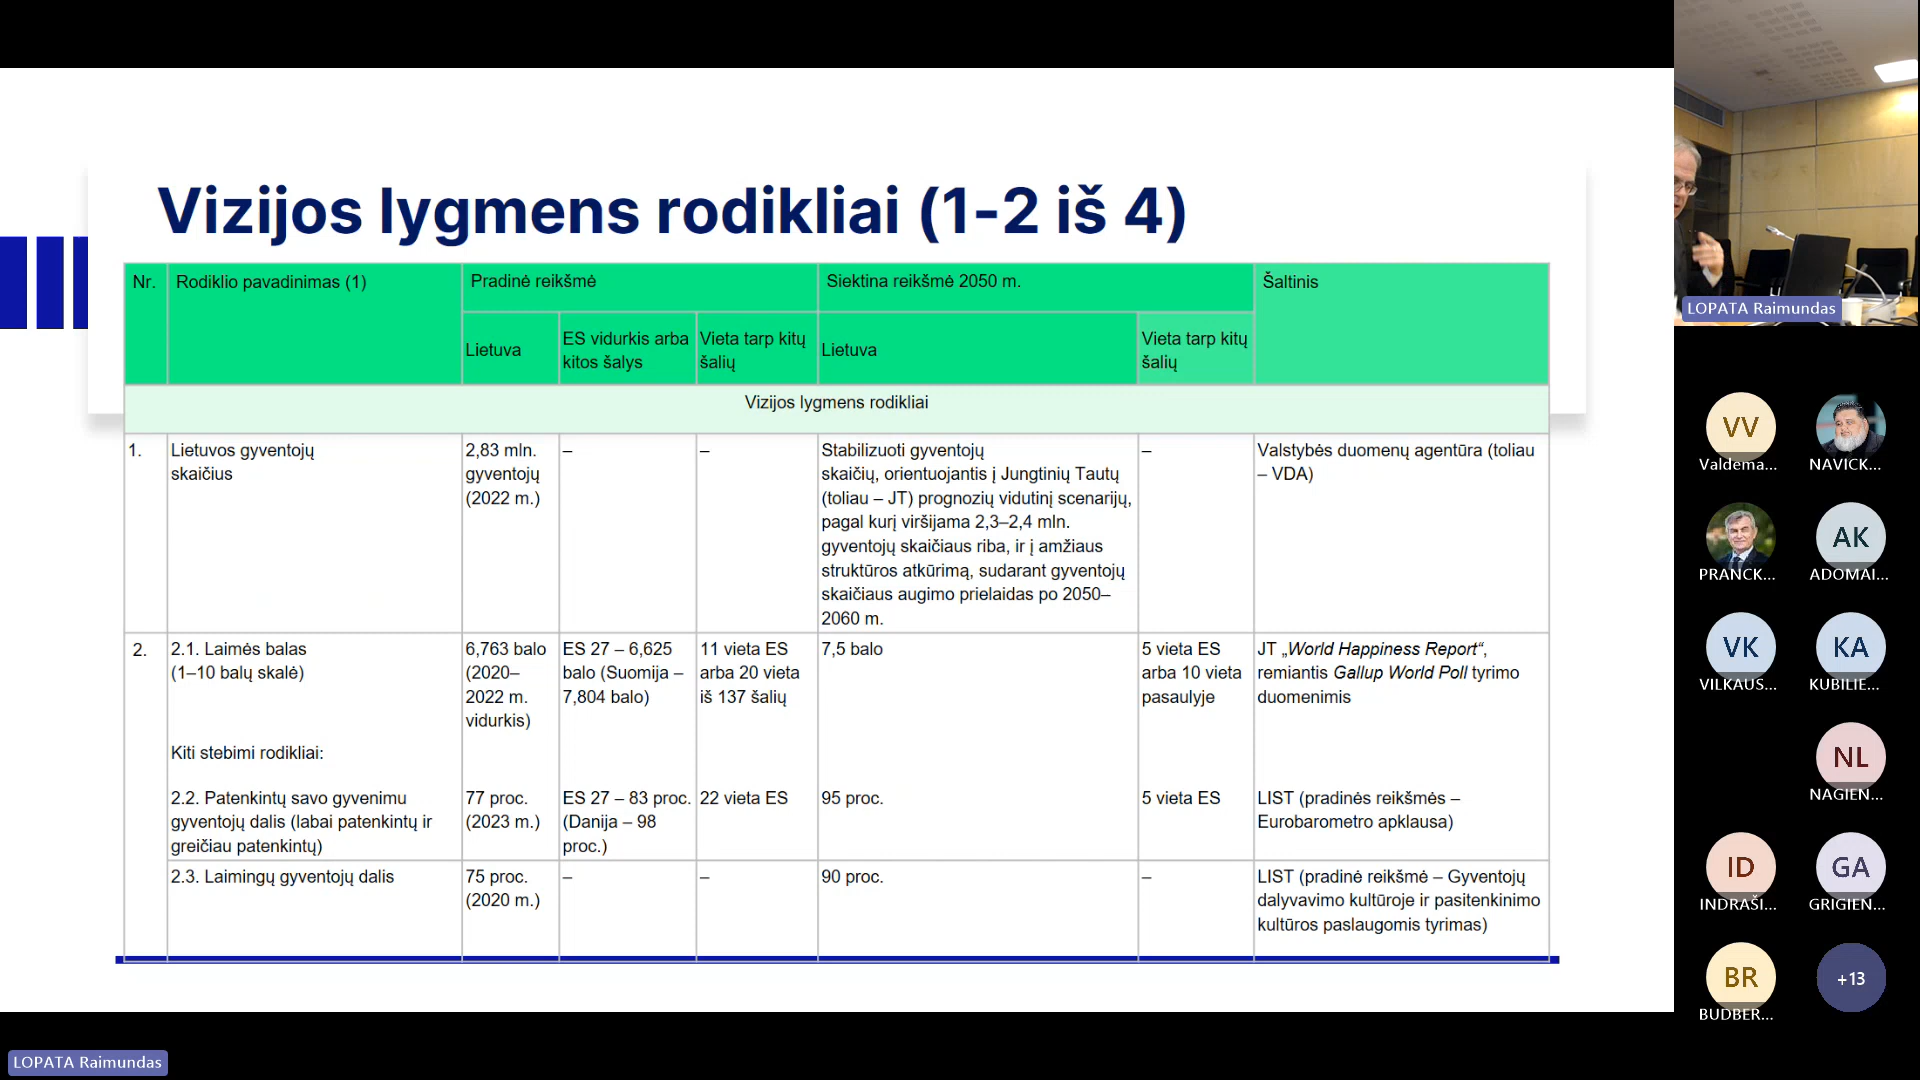 Vizijos lygmens rodikliai (1-2 iš 4)
Nr.
Rodiklio pavadinimas (1)
Pradinė reikšmė
Siektina reikšmė 2050 m.
Šaltinis
Lietuva
ES vidurkis arba
kitos šalys
Vieta tarp kitų
šalių
Lietuva
Vieta tarp kitų
šalių
Vizijos lygmens rodikliai
1.
Lietuvos gyventojų
skaičius
2,83 mln.
gyventojų
(2022 m.)
–
–
Stabilizuoti gyventojų
skaičių, orientuojantis į Jungtinių Tautų
(toliau – JT) prognozių vidutinį scenarijų,
pagal kurį viršijama 2,3–2,4 mln.
gyventojų skaičiaus riba, ir į amžiaus
struktūros atkūrimą, sudarant gyventojų
skaičiaus augimo prielaidas po 2050–
2060 m.
–
Valstybės duomenų agentūra (toliau
– VDA)
2.
2.1. Laimės balas
(1–10 balų skalė)
6,763 balo
(2020–
2022 m.
vidurkis)
ES 27 – 6,625
balo (Suomija –
7,804 balo)
11 vieta ES
arba 20 vieta
iš 137 šalių
7,5 balo
5 vieta ES
arba 10 vieta
pasaulyje
JT „World Happiness Report“,
remiantis Gallup World Poll tyrimo
duomenimis
Kiti stebimi rodikliai:
2.2. Patenkintų savo gyvenimu
gyventojų dalis (labai patenkintų ir
greičiau patenkintų)
77 proc.
(2023 m.)
ES 27 – 83 proc.
(Danija – 98
proc.)
22 vieta ES
95 proc.
5 vieta ES
LIST (pradinės reikšmės –
Eurobarometro apklausa)
2.3. Laimingų gyventojų dalis
75 proc.
(2020 m.)
–
–
90 proc.
–
LIST (pradinė reikšmė – Gyventojų
dalyvavimo kultūroje ir pasitenkinimo
kultūros paslaugomis tyrimas)
LOPATA Raimundas
VV
Valdema...
NAVICK...
PRANCK...
AK
ADOMAI...
VK
VILKAUS...
KA
KUBILIE...
NL
NAGIEN...
ID
INDRAŠI...
GA
GRIGIEN...
BR
BUDBER...
+13
LOPATA Raimundas